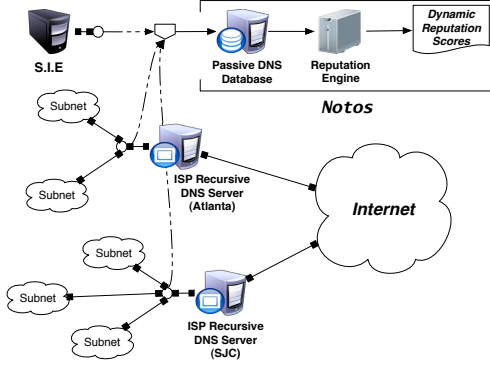 S.I.E
Passive DNS
Database
Reputation
Engine
Dynamic
Reputation
Scores
Notos
Subnet
Subnet
ISP Recursive
DNS Server
(Atlanta)
Internet
Subnet
Subnet
Subnet
ISP Recursive
DNS Server
(SJC)